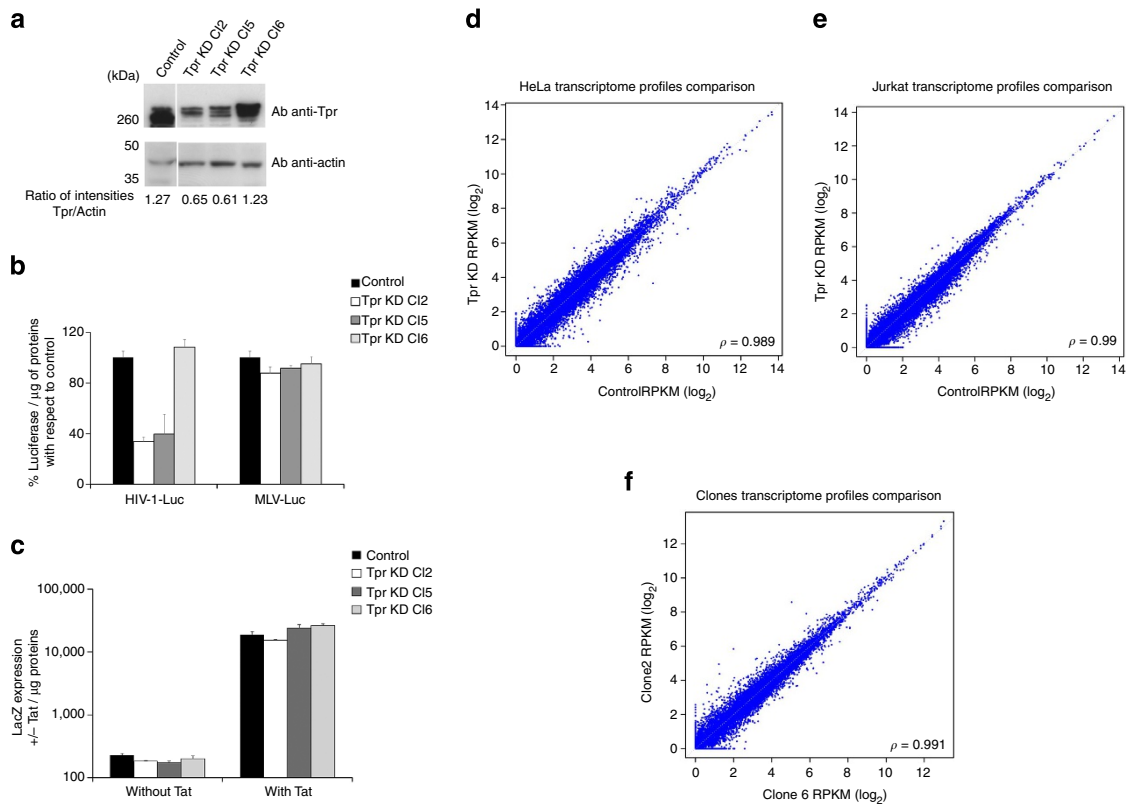 a
Control
Tpr KD Cl2
Tpr KD Cl5
Tpr KD Cl6
(kDa)
260
Ab anti-Tpr
50
35
Ab anti-actin
Ratio of intensities
Tpr/Actin
1.27 0.65 0.61 1.23
b
Control
Tpr KD Cl2
Tpr KD Cl5
Tpr KD Cl6
% Luciferase / μg of proteins
with respect to control
120
80
40
0
HIV-1-Luc MLV-Luc
c
Control
Tpr KD Cl2
Tpr KD Cl5
Tpr KD Cl6
LacZ expression
+/– Tat / μg proteins
100,000
10,000
1,000
100
Without Tat With Tat
d
HeLa transcriptome profiles comparison
Tpr KD RPKM (log2)
14
12
10
8
6
4
2
0
ρ = 0.989
0 2 4 6 8 10 12 14
ControlRPKM (log2)
e
Jurkat transcriptome profiles comparison
Tpr KD RPKM (log2)
14
12
10
8
6
4
2
0
ρ = 0.99
0 2 4 6 8 10 12 14
ControlRPKM (log2)
f
Clones transcriptome profiles comparison
Clone2 RPKM (log2)
12
10
8
6
4
2
0
ρ = 0.991
0 2 4 6 8 10 12
Clone 6 RPKM (log2)